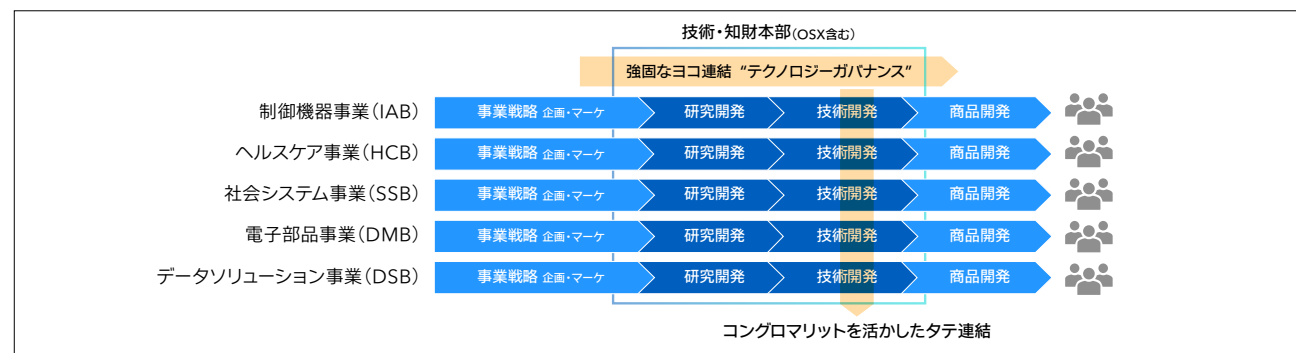 技術・知財本部(OSX含む)
強固なヨコ連結 “テクノロジーガバナンス”
制御機器事業(IAB) 事業戦略 企画・マーケ 研究開発 技術開発 商品開発
ヘルスケア事業(HCB) 事業戦略 企画・マーケ 研究開発 技術開発 商品開発
社会システム事業(SSB) 事業戦略 企画・マーケ 研究開発 技術開発 商品開発
電子部品事業(DMB) 事業戦略 企画・マーケ 研究開発 技術開発 商品開発
データソリューション事業(DSB) 事業戦略 企画・マーケ 研究開発 技術開発 商品開発
コングロマリットを活かしたタテ連結